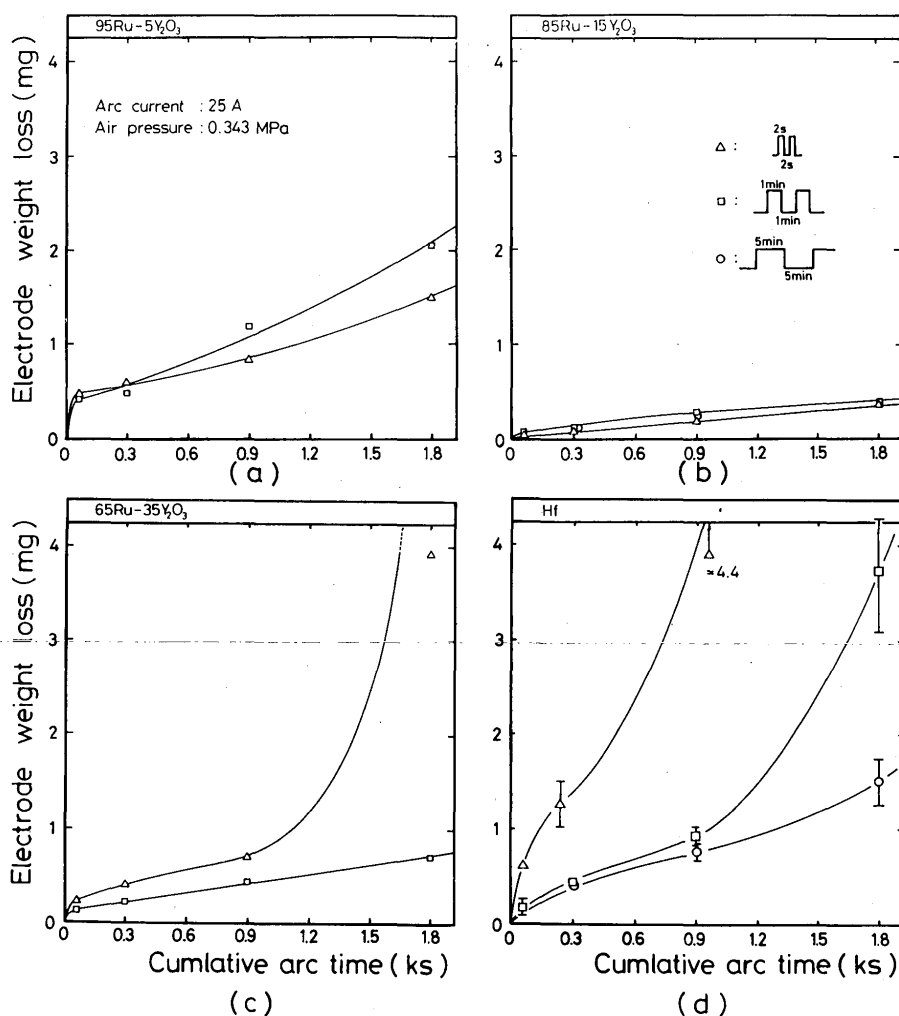 95Ru-5Y₂O₃
Electrode weight loss (mg)
4
3
2
1
0
Arc current : 25 A
Air pressure : 0.343 MPa
0 0.3 0.6 0.9 1.2 1.5 1.8
(a)
85Ru-15Y₂O₃
4
3
2
1
0
△ : 2s
2s
□ : 1min
1min
○ : 5min
5min
0 0.3 0.6 0.9 1.2 1.5 1.8
(b)
65Ru-35Y₂O₃
Electrode weight loss (mg)
4
3
2
1
0
0 0.3 0.6 0.9 1.2 1.5 1.8
Cumlative arc time (ks)
(c)
Hf
4
3
2
1
0
≃4.4
0 0.3 0.6 0.9 1.2 1.5 1.8
Cumlative arc time (ks)
(d)